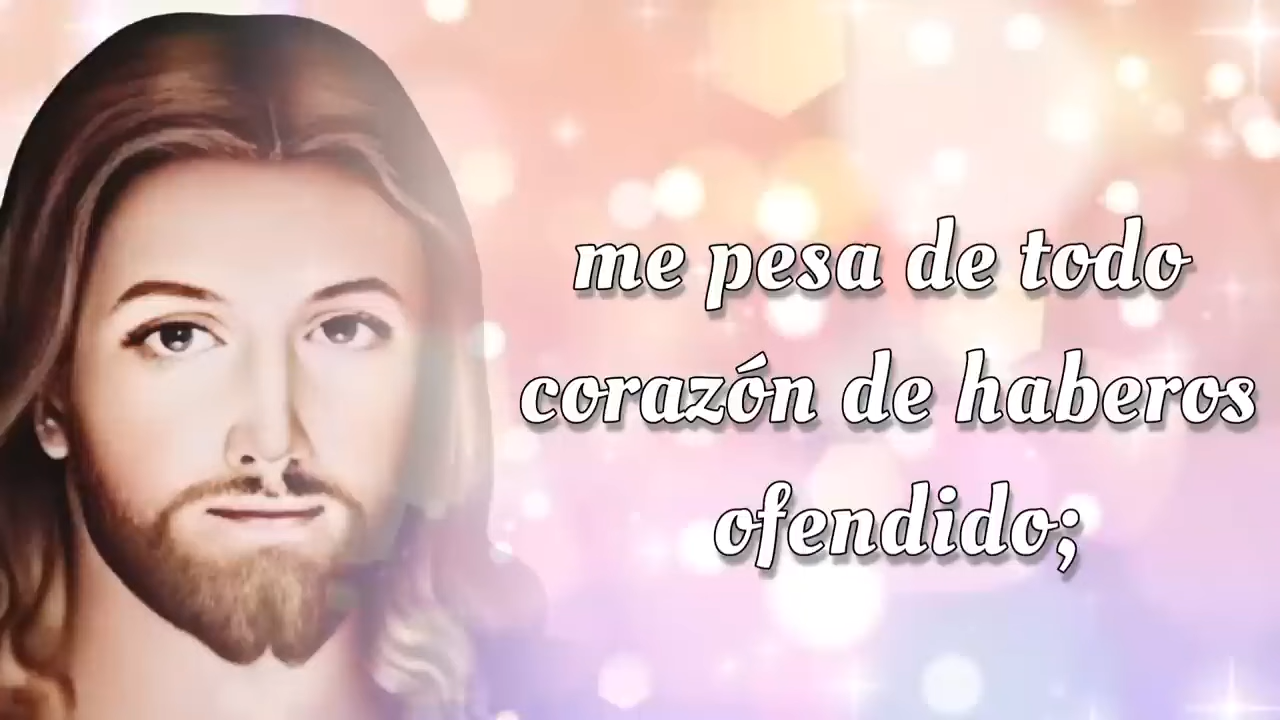 me pesa de todo
corazón de haberos
ofendido;